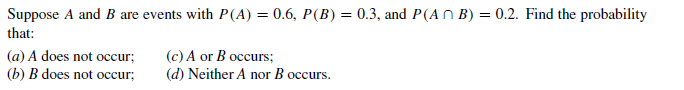 Suppose A and B are events with P(A) = 0.6, P(B) = 0.3, and P(A ∩ B) = 0.2. Find the probability
that:
(a) A does not occur; (c) A or B occurs;
(b) B does not occur; (d) Neither A nor B occurs.